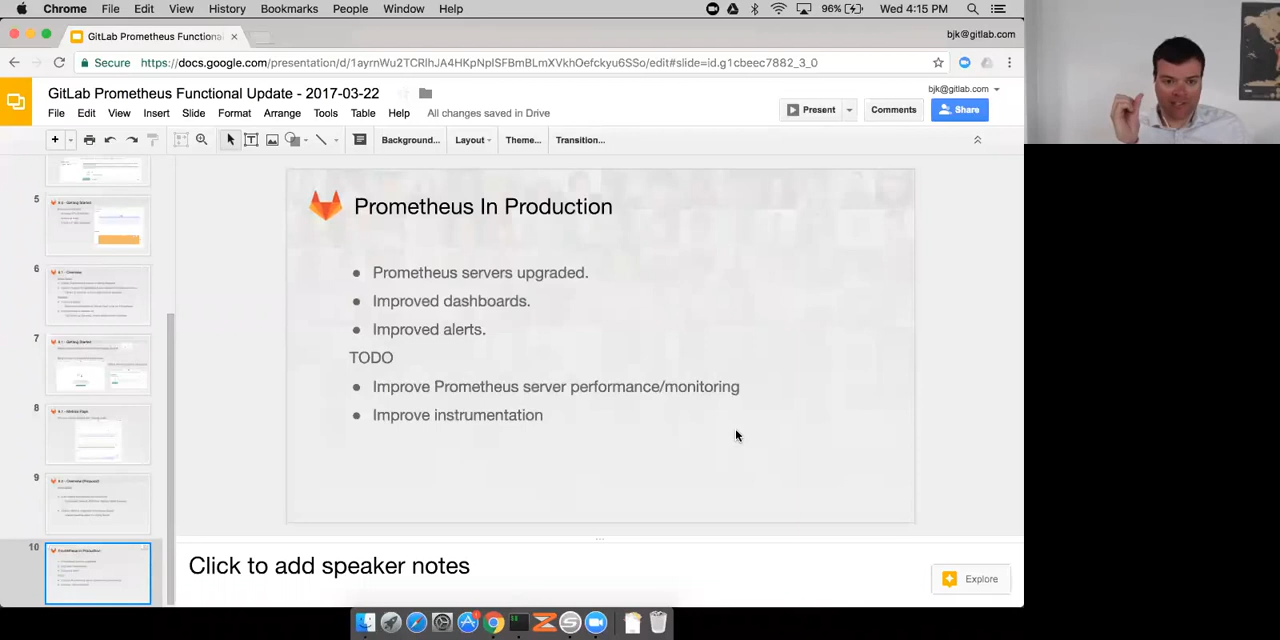 Chrome File Edit View History Bookmarks People Window Help 96% Wed 4:15 PM
GitLab Prometheus Functiona bjk@gitlab.com
Secure https://docs.google.com/presentation/d/1ayrnWu2TCRlhJA4HKpNpISFBmBLmXVkhOefckyu6SSo/edit#slide=id.g1cbeec7882_3_0
GitLab Prometheus Functional Update - 2017-03-22 bjk@gitlab.com
File Edit View Insert Slide Format Arrange Tools Table Help All changes saved in Drive Present Comments Share
Background... Layout Theme... Transition...
5
6
7
8
9
10
Prometheus In Production
Prometheus servers upgraded.
Improved dashboards.
Improved alerts.
TODO
Improve Prometheus server performance/monitoring
Improve instrumentation
Click to add speaker notes
Explore